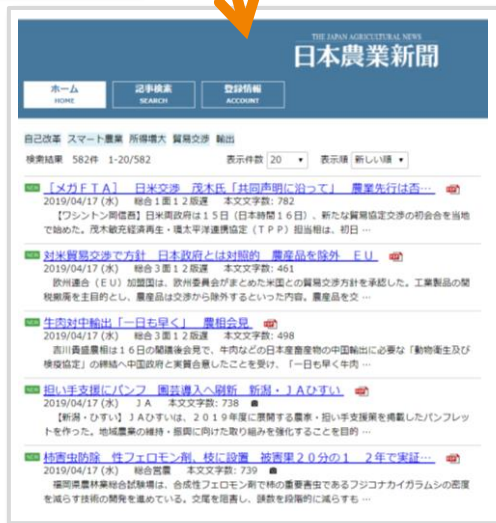 THE JAPAN AGRICULTURAL NEWS
日本農業新聞
ホーム 記事検索 登録情報
HOME SEARCH ACCOUNT
自己改革 スマート農業 所得増大 貿易交渉 輸出
検索結果 582件 1-20/582 表示件数 20 表示順 新しい順
NEW [メガFTA] 日米交渉 茂木氏「共同声明に沿って」 農業先行は否…
2019/04/17 (水) 総合1面12版遅 本文文字数: 782
【ワシントン岡信吾】日米両政府は15日(日本時間16日)、新たな貿易協定交渉の初会合を当地
で始めた。茂木敏充経済再生・環太平洋連携協定(TPP)担当相は、初日 …
NEW 対米貿易交渉で方針 日本政府とは対照的 農産品を除外 EU
2019/04/17 (水) 総合3面12版遅 本文文字数: 461
欧州連合(EU)加盟国は、欧州委員会がまとめた米国との貿易交渉方針を承認した。工業製品の関
税撤廃を主目的とし、農産品は交渉から除外するといった内容。農産品を交 …
NEW 牛肉対中輸出「一日も早く」 農相会見
2019/04/17 (水) 総合3面12版遅 本文文字数: 498
吉川貴盛農相は16日の閣議後会見で、牛肉などの日本産畜産物の中国輸出に必要な「動物衛生及び
検疫協定」の締結へ中国政府と実質合意したことを受け、「一日も早く牛肉 …
NEW 担い手支援にパンフ 園芸導入へ刷新 新潟・JAひすい
2019/04/17 (水) JA 本文文字数: 738
【新潟・ひすい】JAひすいは、2019年度に展開する農家・担い手支援策を掲載したパンフレッ
トを作った。地域農業の維持・振興に向けた取り組みを強化することを目的 …
NEW 柿害虫防除 性フェロモン剤、枝に設置 被害果20分の1 2年で実証…
2019/04/17 (水) 総合営農 本文文字数: 739
福岡県農林業総合試験場は、合成性フェロモン剤で柿の重要害虫であるフジコナカイガラムシの密度
を減らす技術の開発を進めている。交尾を阻害し、頭数を段階的に減らすも …